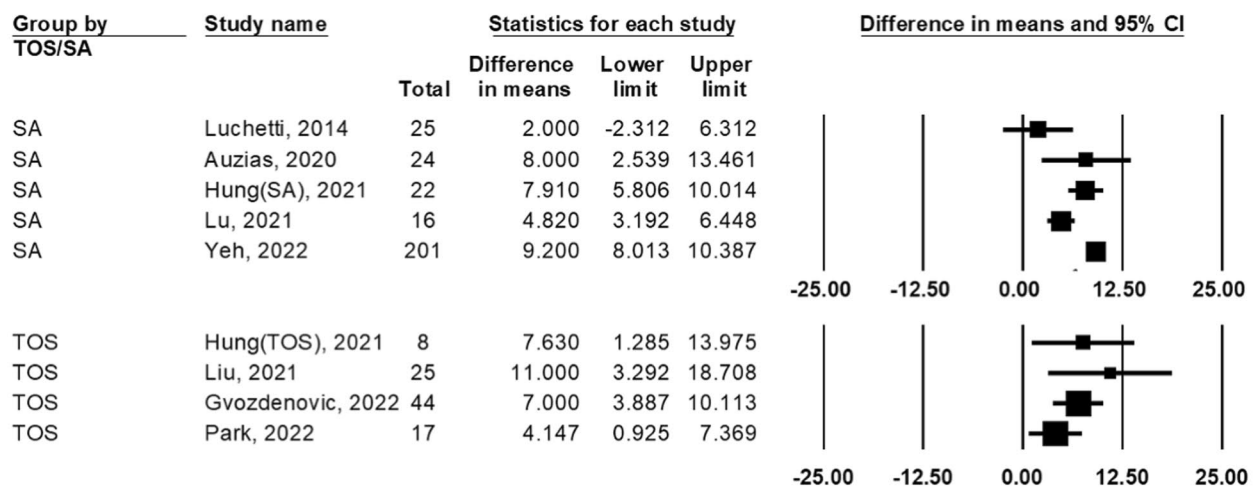 Group by Study name Statistics for each study Difference in means and 95% CI
TOS/SA
Difference Lower Upper
Total in means limit limit
SA Luchetti, 2014 25 2.000 -2.312 6.312
SA Auzias, 2020 24 8.000 2.539 13.461
SA Hung(SA), 2021 22 7.910 5.806 10.014
SA Lu, 2021 16 4.820 3.192 6.448
SA Yeh, 2022 201 9.200 8.013 10.387
-25.00 -12.50 0.00 12.50 25.00
TOS Hung(TOS), 2021 8 7.630 1.285 13.975
TOS Liu, 2021 25 11.000 3.292 18.708
TOS Gvozdenovic, 2022 44 7.000 3.887 10.113
TOS Park, 2022 17 4.147 0.925 7.369
-25.00 -12.50 0.00 12.50 25.00